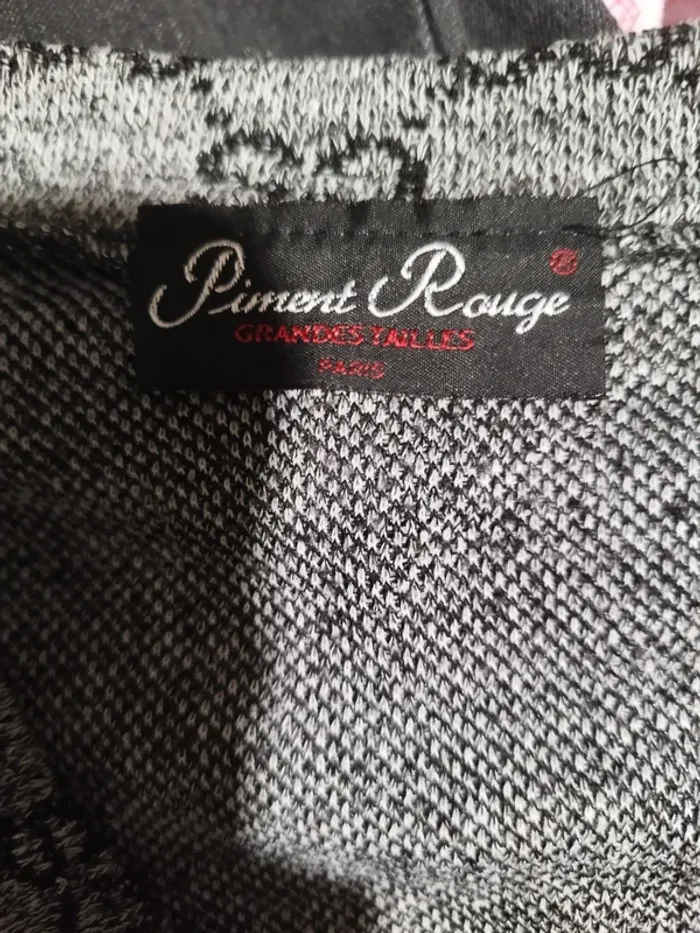 Piment Rouge ®
GRANDES TAILLES
PARIS